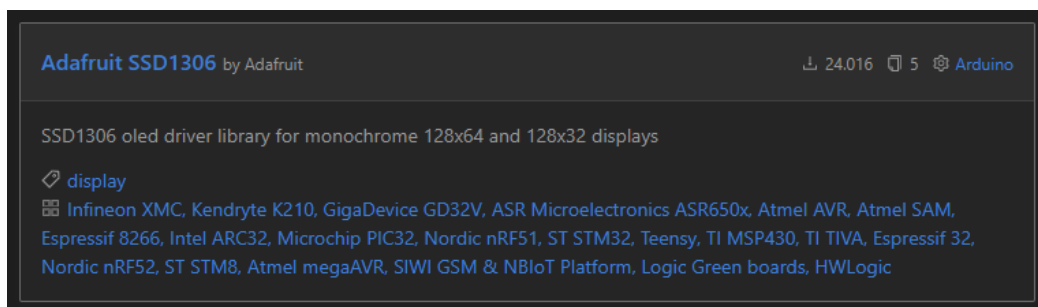 Adafruit SSD1306 by Adafruit 24.016 5 Arduino
SSD1306 oled driver library for monochrome 128x64 and 128x32 displays
display
Infineon XMC, Kendryte K210, GigaDevice GD32V, ASR Microelectronics ASR650x, Atmel AVR, Atmel SAM,
Espressif 8266, Intel ARC32, Microchip PIC32, Nordic nRF51, ST STM32, Teensy, TI MSP430, TI TIVA, Espressif 32,
Nordic nRF52, ST STM8, Atmel megaAVR, SIWI GSM & NBIoT Platform, Logic Green boards, HWLogic